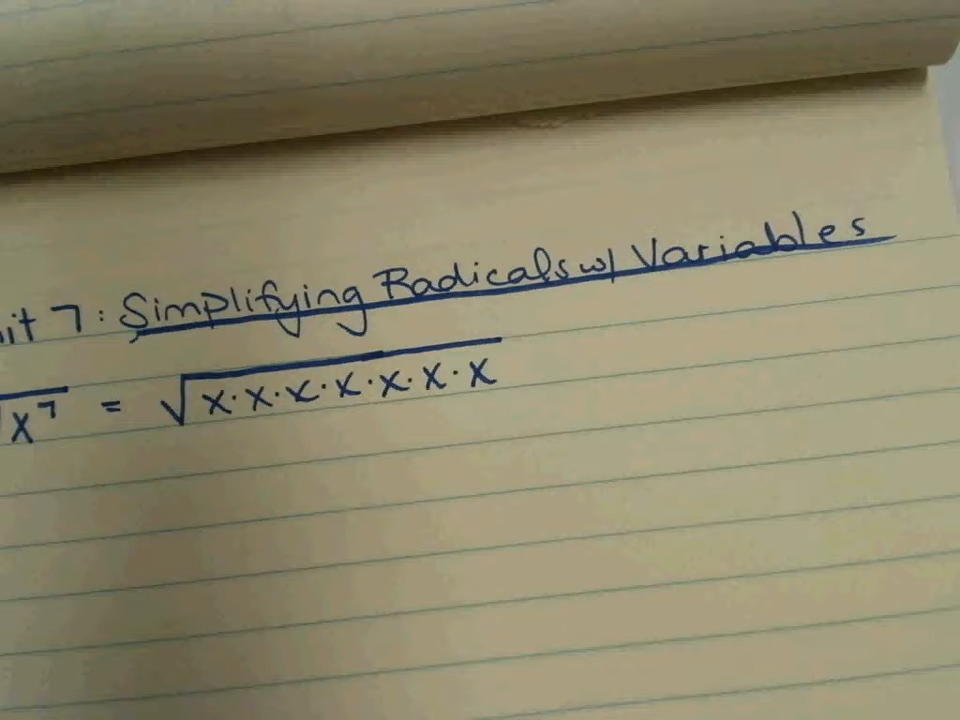 it 7: Simplifying Radicals w/ Variables
√x⁷ = √x·x·x·x·x·x·x